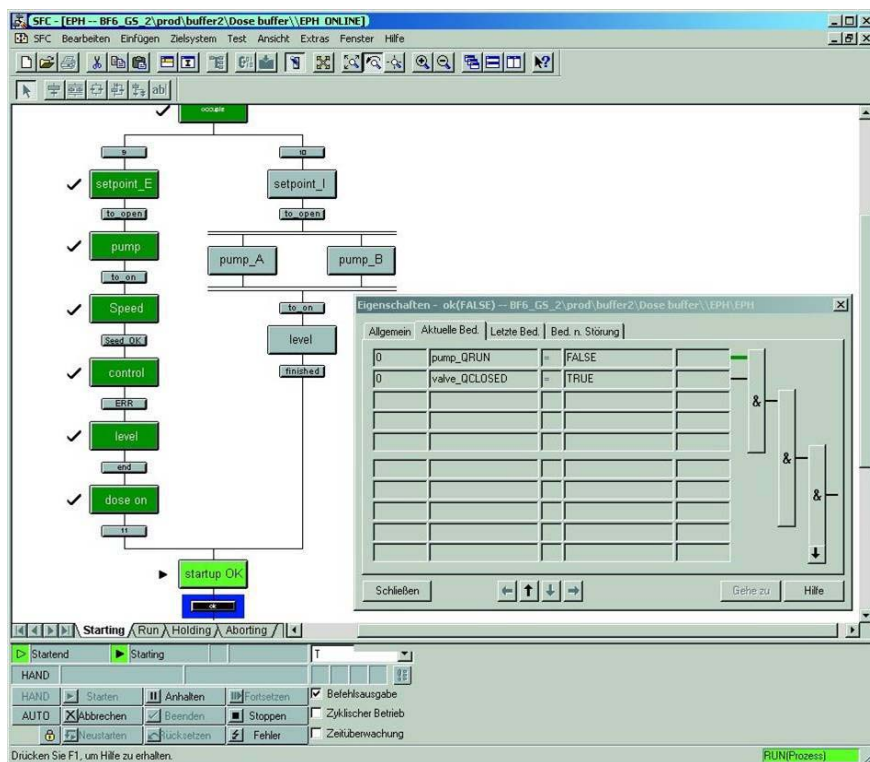 SFC - [EPH -- BF6_GS_2\prod\buffer2\Dose buffer\\EPH ONLINE]
SFC Bearbeiten Einfügen Zielsystem Test Ansicht Extras Fenster Hilfe
occupie
9 10
setpoint_E setpoint_I
to_open to_open
pump pump_A pump_B
to_on
Speed to_on
Seed_OK level
control finished
ERR
level
end
dose on
11
startup OK
ok
Eigenschaften - ok(FALSE) -- BF6_GS_2\prod\buffer2\Dose buffer\\EPH\EPH
Allgemein Aktuelle Bed. Letzte Bed. Bed. n. Störung
0 pump_QRUN = FALSE
0 valve_QCLOSED = TRUE
&
&
&
Schließen Gehe zu Hilfe
Starting Run Holding Aborting
Startend Starting T
HAND
HAND Starten Anhalten Fortsetzen Befehlsausgabe
AUTO Abbrechen Beenden Stoppen Zyklischer Betrieb
Neustarten Rücksetzen Fehler Zeitüberwachung
Drücken Sie F1, um Hilfe zu erhalten. RUN(Prozess)